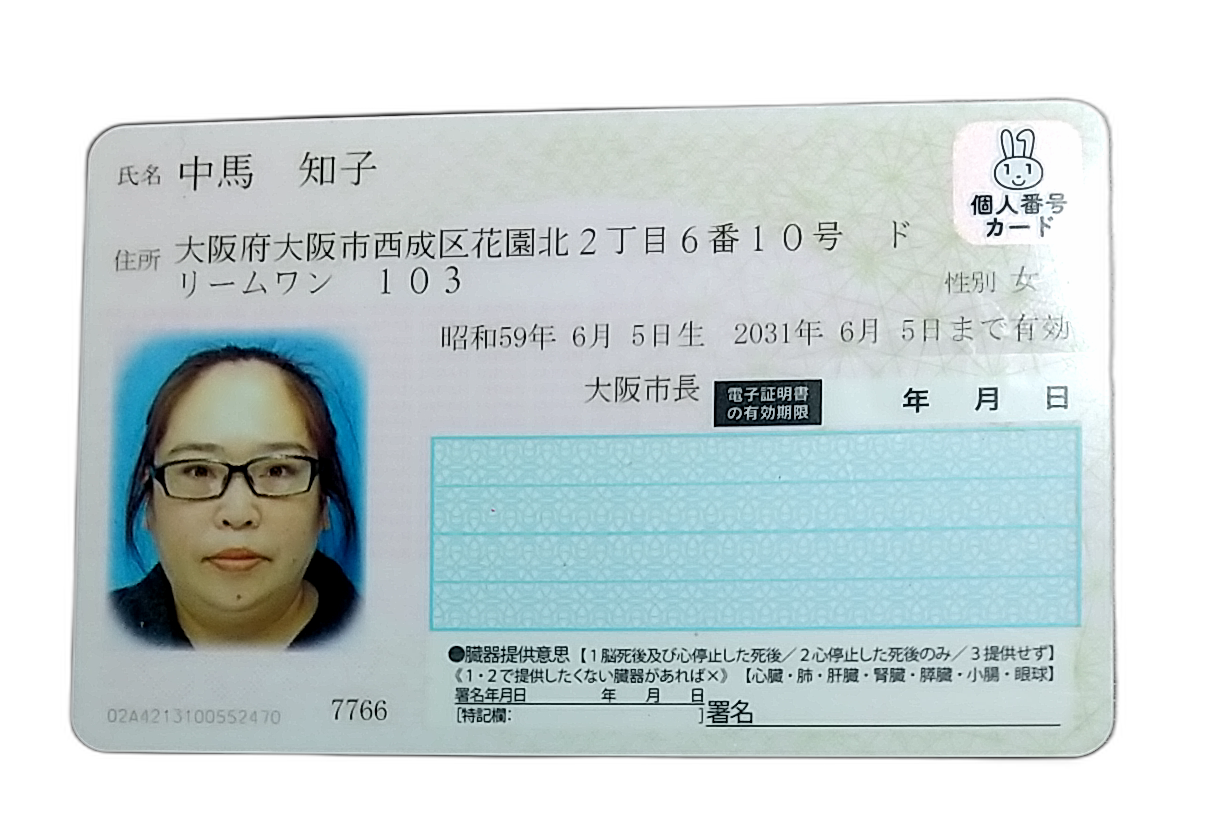 氏名 中馬 知子
個人番号
カード
住所 大阪府大阪市西成区花園北2丁目6番10号 ド
リームワン 103
性別 女
昭和59年 6月 5日生 2031年 6月 5日まで有効
大阪市長 電子証明書
の有効期限 年 月 日
●臓器提供意思【1脳死後及び心停止した死後/2心停止した死後のみ/3提供せず】
《1・2で提供したくない臓器があれば×》【心臓・肺・肝臓・腎臓・膵臓・小腸・眼球】
署名年月日 年 月 日
[特記欄: ]署名
02A4213100552470 7766